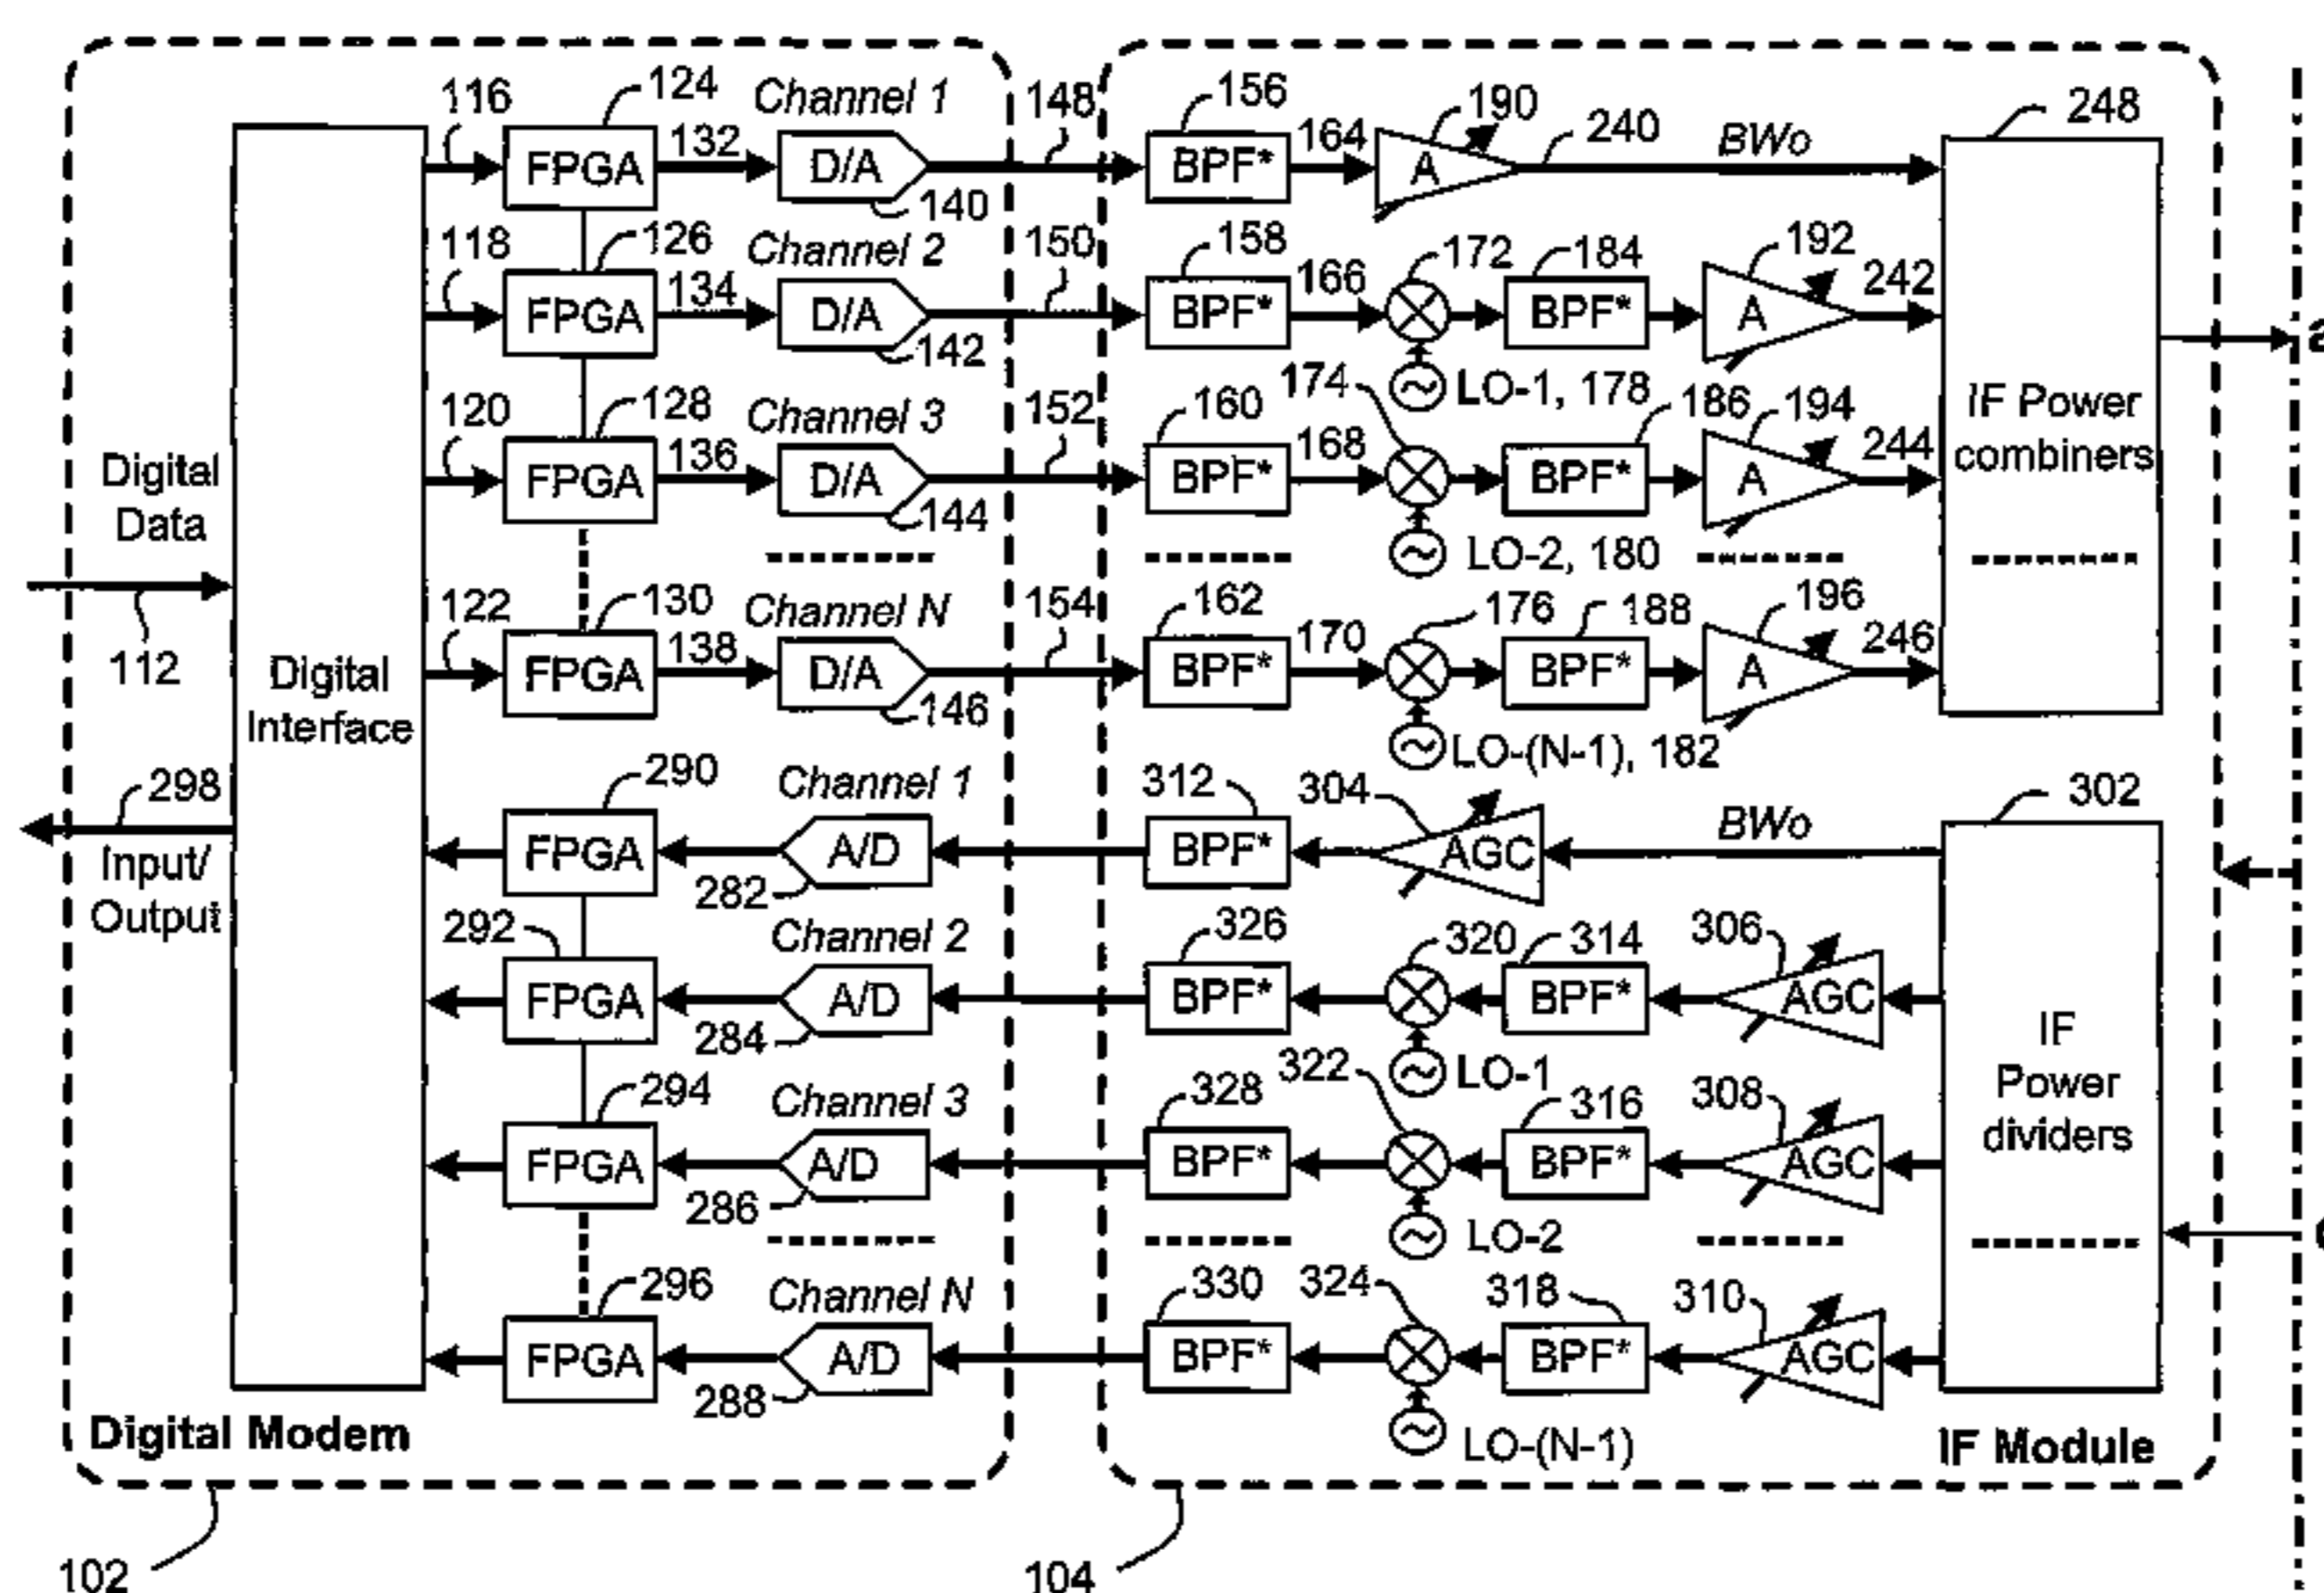 116
124
Channel 1
148
156
164
190
240
BWo
248
FPGA
132
D/A
BPF*
A
140
118
126
Channel 2
150
158
166
172
184
192
242
FPGA
134
D/A
BPF*
BPF*
A
142
174
LO-1, 178
186
120
128
Channel 3
152
160
168
194
244
IF Power
combiners
Digital
Data
FPGA
136
D/A
BPF*
BPF*
A
144
LO-2, 180
112
122
130
Channel N
154
162
170
176
188
196
246
Digital
Interface
FPGA
138
D/A
BPF*
BPF*
A
146
LO-(N-1), 182
298
Input/
Output
290
Channel 1
312
304
BWo
302
FPGA
A/D
BPF*
AGC
282
292
Channel 2
326
320
314
306
FPGA
A/D
BPF*
BPF*
AGC
284
322
LO-1
IF
Power
dividers
294
Channel 3
328
316
308
FPGA
A/D
BPF*
BPF*
AGC
286
LO-2
296
Channel N
330
324
318
310
FPGA
A/D
BPF*
BPF*
AGC
288
LO-(N-1)
Digital Modem
IF Module
102
104